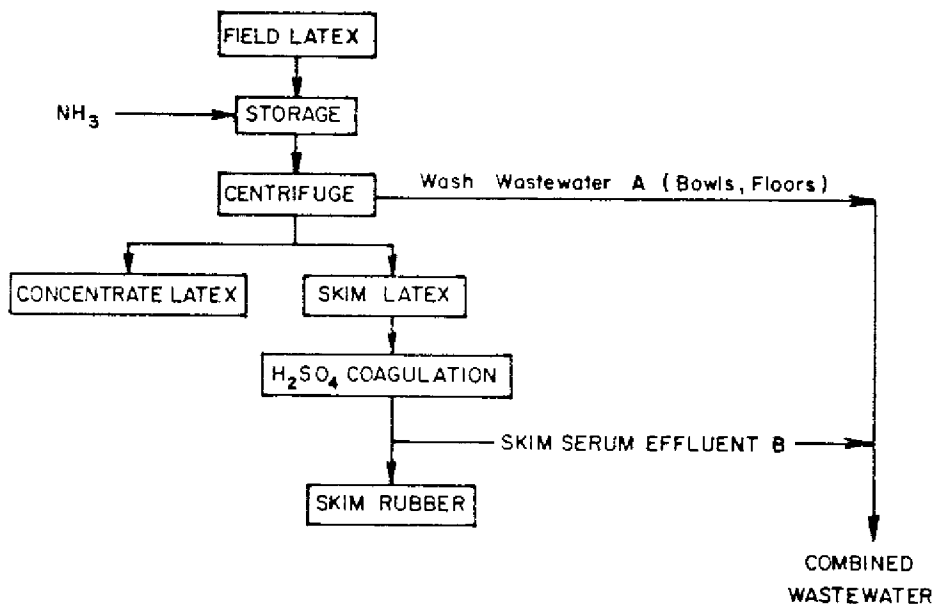 FIELD LATEX
NH₃
STORAGE
CENTRIFUGE
Wash Wastewater A (Bowls, Floors)
CONCENTRATE LATEX
SKIM LATEX
H₂SO₄ COAGULATION
SKIM SERUM EFFLUENT B
SKIM RUBBER
COMBINED
WASTEWATER